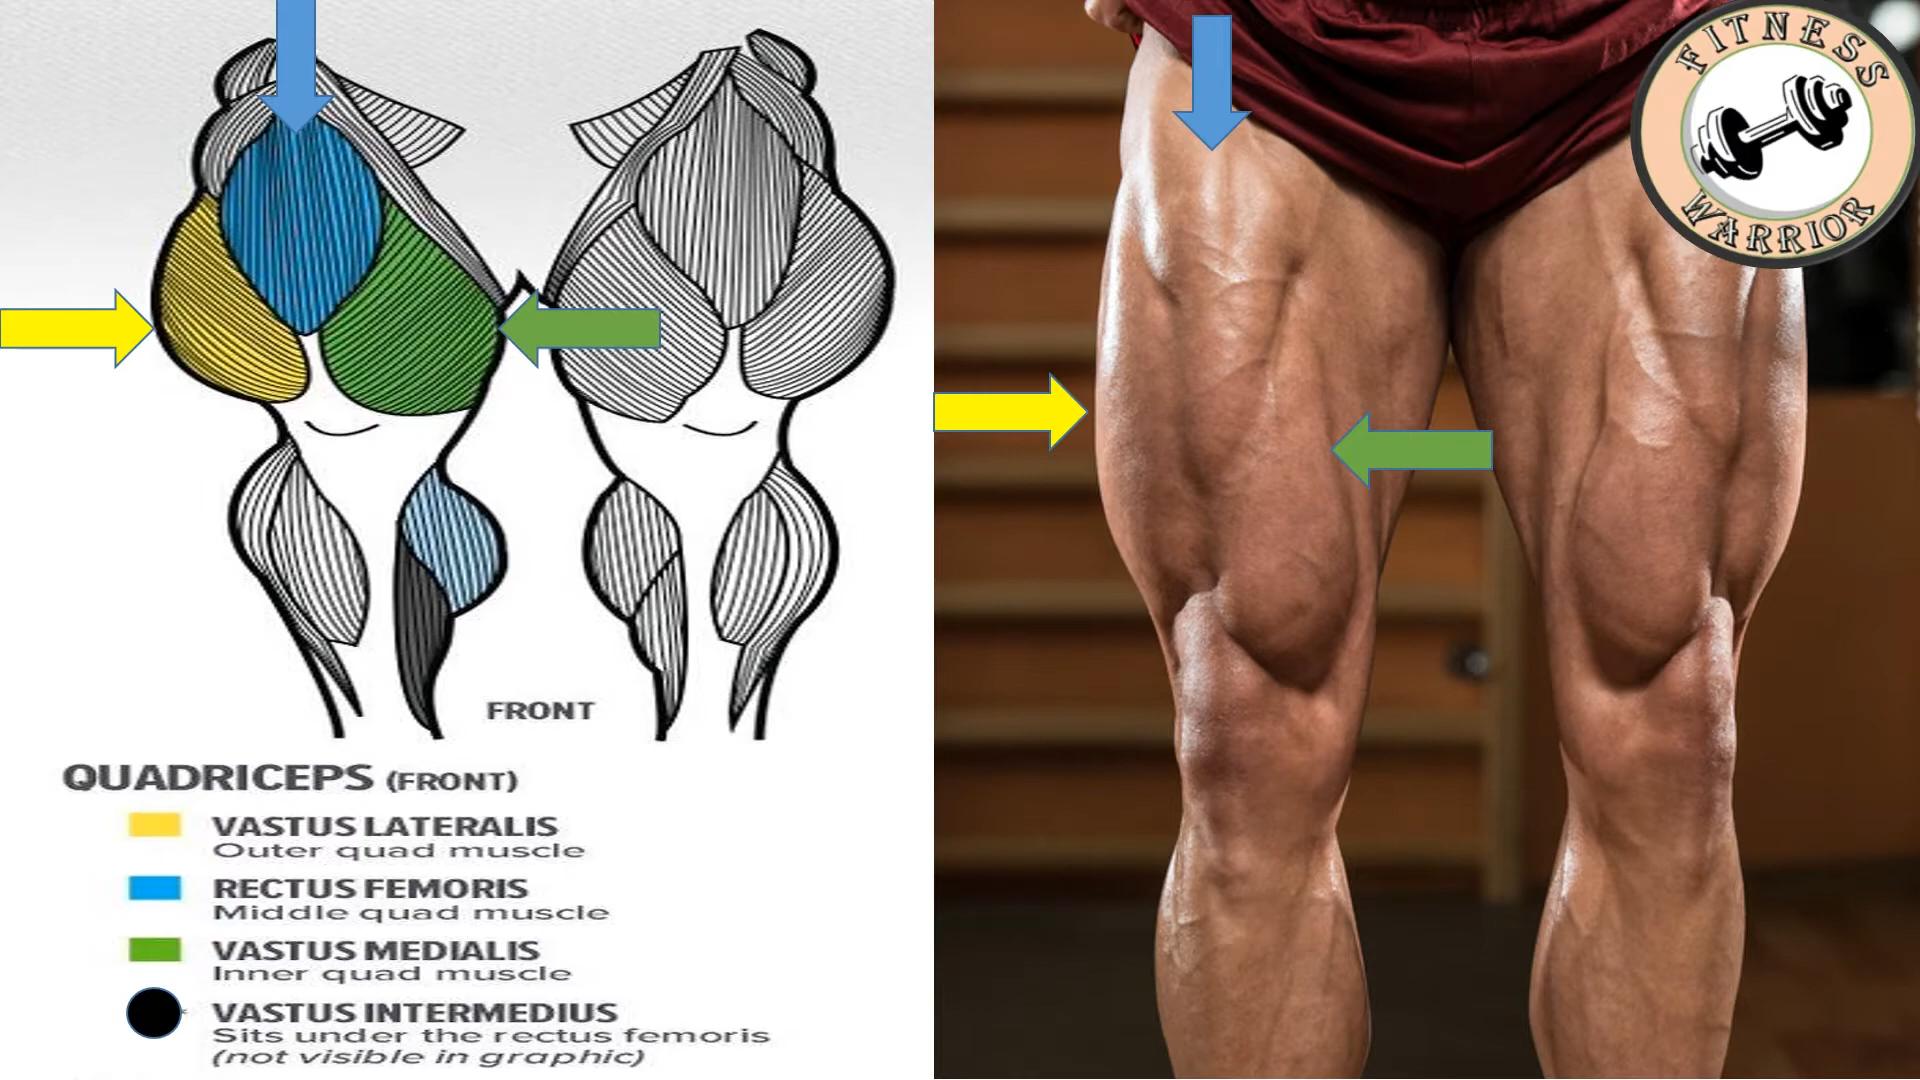 FITNESS
WARRIOR
FRONT
QUADRICEPS (FRONT)
VASTUS LATERALIS
Outer quad muscle
RECTUS FEMORIS
Middle quad muscle
VASTUS MEDIALIS
Inner quad muscle
VASTUS INTERMEDIUS
Sits under the rectus femoris
(not visible in graphic)